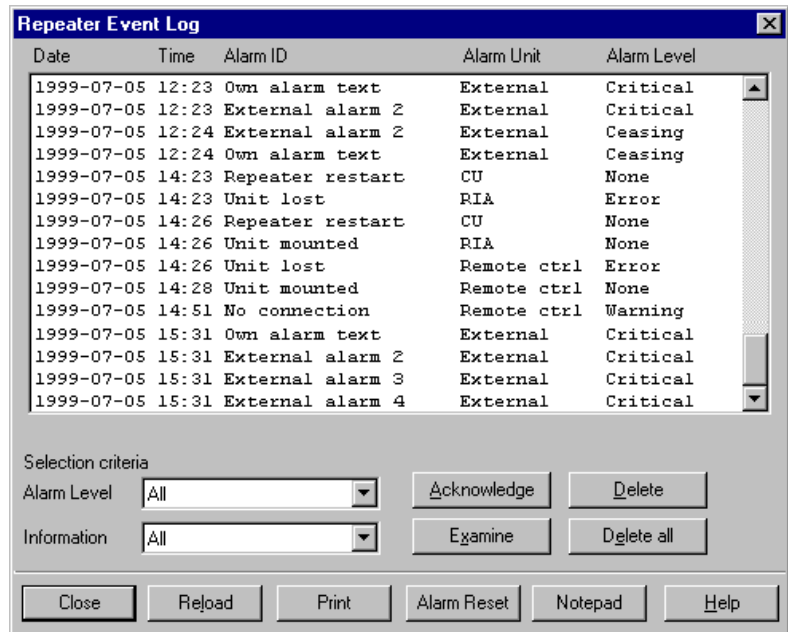 Repeater Event Log
Date Time Alarm ID Alarm Unit Alarm Level
1999-07-05 12:23 Own alarm text External Critical
1999-07-05 12:23 External alarm 2 External Critical
1999-07-05 12:24 External alarm 2 External Ceasing
1999-07-05 12:24 Own alarm text External Ceasing
1999-07-05 14:23 Repeater restart CU None
1999-07-05 14:23 Unit lost RIA Error
1999-07-05 14:26 Repeater restart CU None
1999-07-05 14:26 Unit mounted RIA None
1999-07-05 14:26 Unit lost Remote ctrl Error
1999-07-05 14:28 Unit mounted Remote ctrl None
1999-07-05 14:51 No connection Remote ctrl Warning
1999-07-05 15:31 Own alarm text External Critical
1999-07-05 15:31 External alarm 2 External Critical
1999-07-05 15:31 External alarm 3 External Critical
1999-07-05 15:31 External alarm 4 External Critical
Selection criteria
Alarm Level All Acknowledge Delete
Information All Examine Delete all
Close Reload Print Alarm Reset Notepad Help